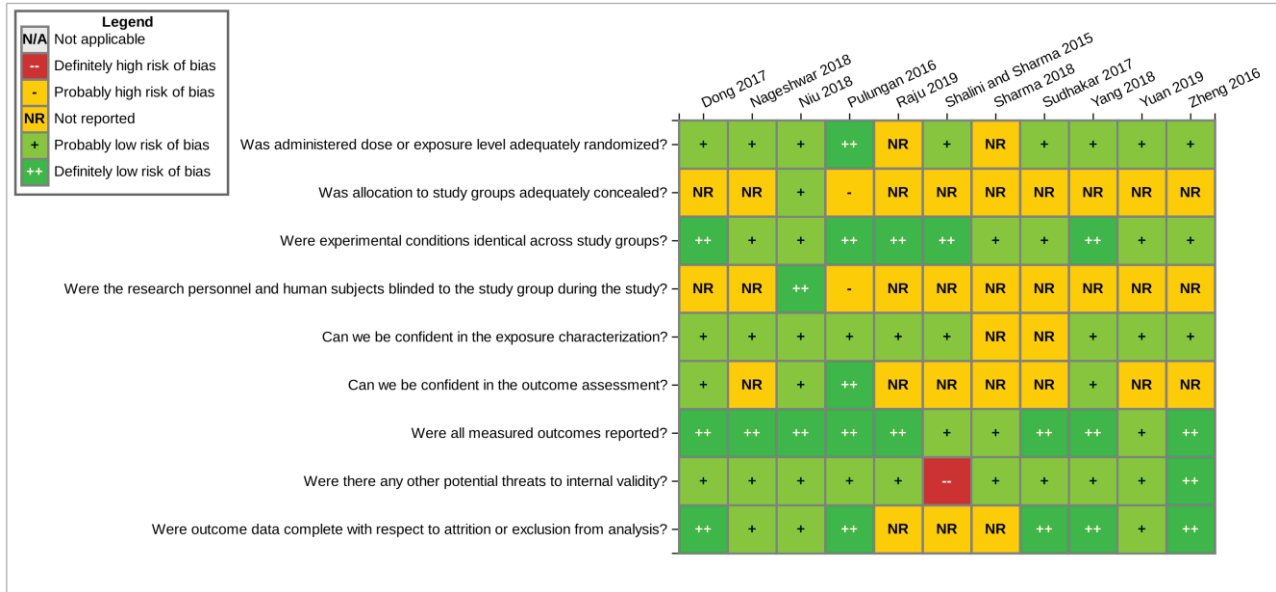 Legend
N/A Not applicable
-- Definitely high risk of bias
- Probably high risk of bias
NR Not reported
+ Probably low risk of bias
++ Definitely low risk of bias
Dong 2017
Nageshwar 2018
Niu 2018
Pulungan 2016
Raju 2019
Shalini and Sharma 2015
Sharma 2018
Sudhakar 2017
Yang 2018
Yuan 2019
Zheng 2016
Was administered dose or exposure level adequately randomized? + + + ++ NR + NR + + + +
Was allocation to study groups adequately concealed? NR NR + - NR NR NR NR NR NR NR
Were experimental conditions identical across study groups? ++ + + ++ ++ ++ + + ++ + +
Were the research personnel and human subjects blinded to the study group during the study? NR NR ++ - NR NR NR NR NR NR NR
Can we be confident in the exposure characterization? + + + + + + NR NR + + +
Can we be confident in the outcome assessment? + NR + ++ NR NR NR NR + NR NR
Were all measured outcomes reported? ++ ++ ++ ++ ++ + + ++ ++ + ++
Were there any other potential threats to internal validity? + + + + + -- + + + + ++
Were outcome data complete with respect to attrition or exclusion from analysis? ++ + + ++ NR NR NR ++ ++ + ++